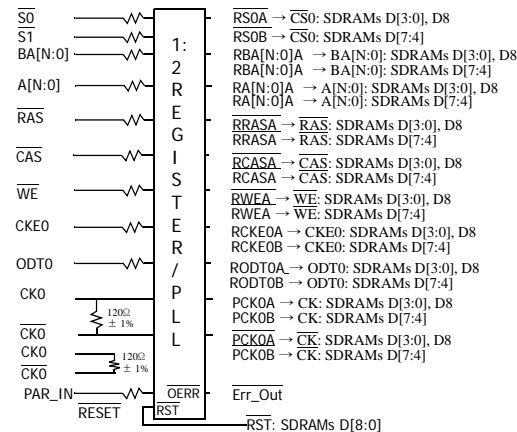 S0
S1
BA[N:0]
A[N:0]
RAS
CAS
WE
CKE0
ODT0
CK0
120Ω
± 1%
CK0
CK0
120Ω
± 1%
CK0
PAR_IN
RESET
1:
2
R
E
G
I
S
T
E
R
/
P
L
L
OERR
RST
RS0A → CS0: SDRAMs D[3:0], D8
RS0B → CS0: SDRAMs D[7:4]
RBA[N:0]A → BA[N:0]: SDRAMs D[3:0], D8
RBA[N:0]A → BA[N:0]: SDRAMs D[7:4]
RA[N:0]A → A[N:0]: SDRAMs D[3:0], D8
RA[N:0]A → A[N:0]: SDRAMs D[7:4]
RRASA → RAS: SDRAMs D[3:0], D8
RRASA → RAS: SDRAMs D[7:4]
RCASA → CAS: SDRAMs D[3:0], D8
RCASA → CAS: SDRAMs D[7:4]
RWEA → WE: SDRAMs D[3:0], D8
RWEA → WE: SDRAMs D[7:4]
RCKE0A → CKE0: SDRAMs D[3:0], D8
RCKE0B → CKE0: SDRAMs D[7:4]
RODT0A → ODT0: SDRAMs D[3:0], D8
RODT0B → ODT0: SDRAMs D[7:4]
PCK0A → CK: SDRAMs D[3:0], D8
PCK0B → CK: SDRAMs D[7:4]
PCK0A → CK: SDRAMs D[3:0], D8
PCK0B → CK: SDRAMs D[7:4]
Err_Out
RST: SDRAMs D[8:0]